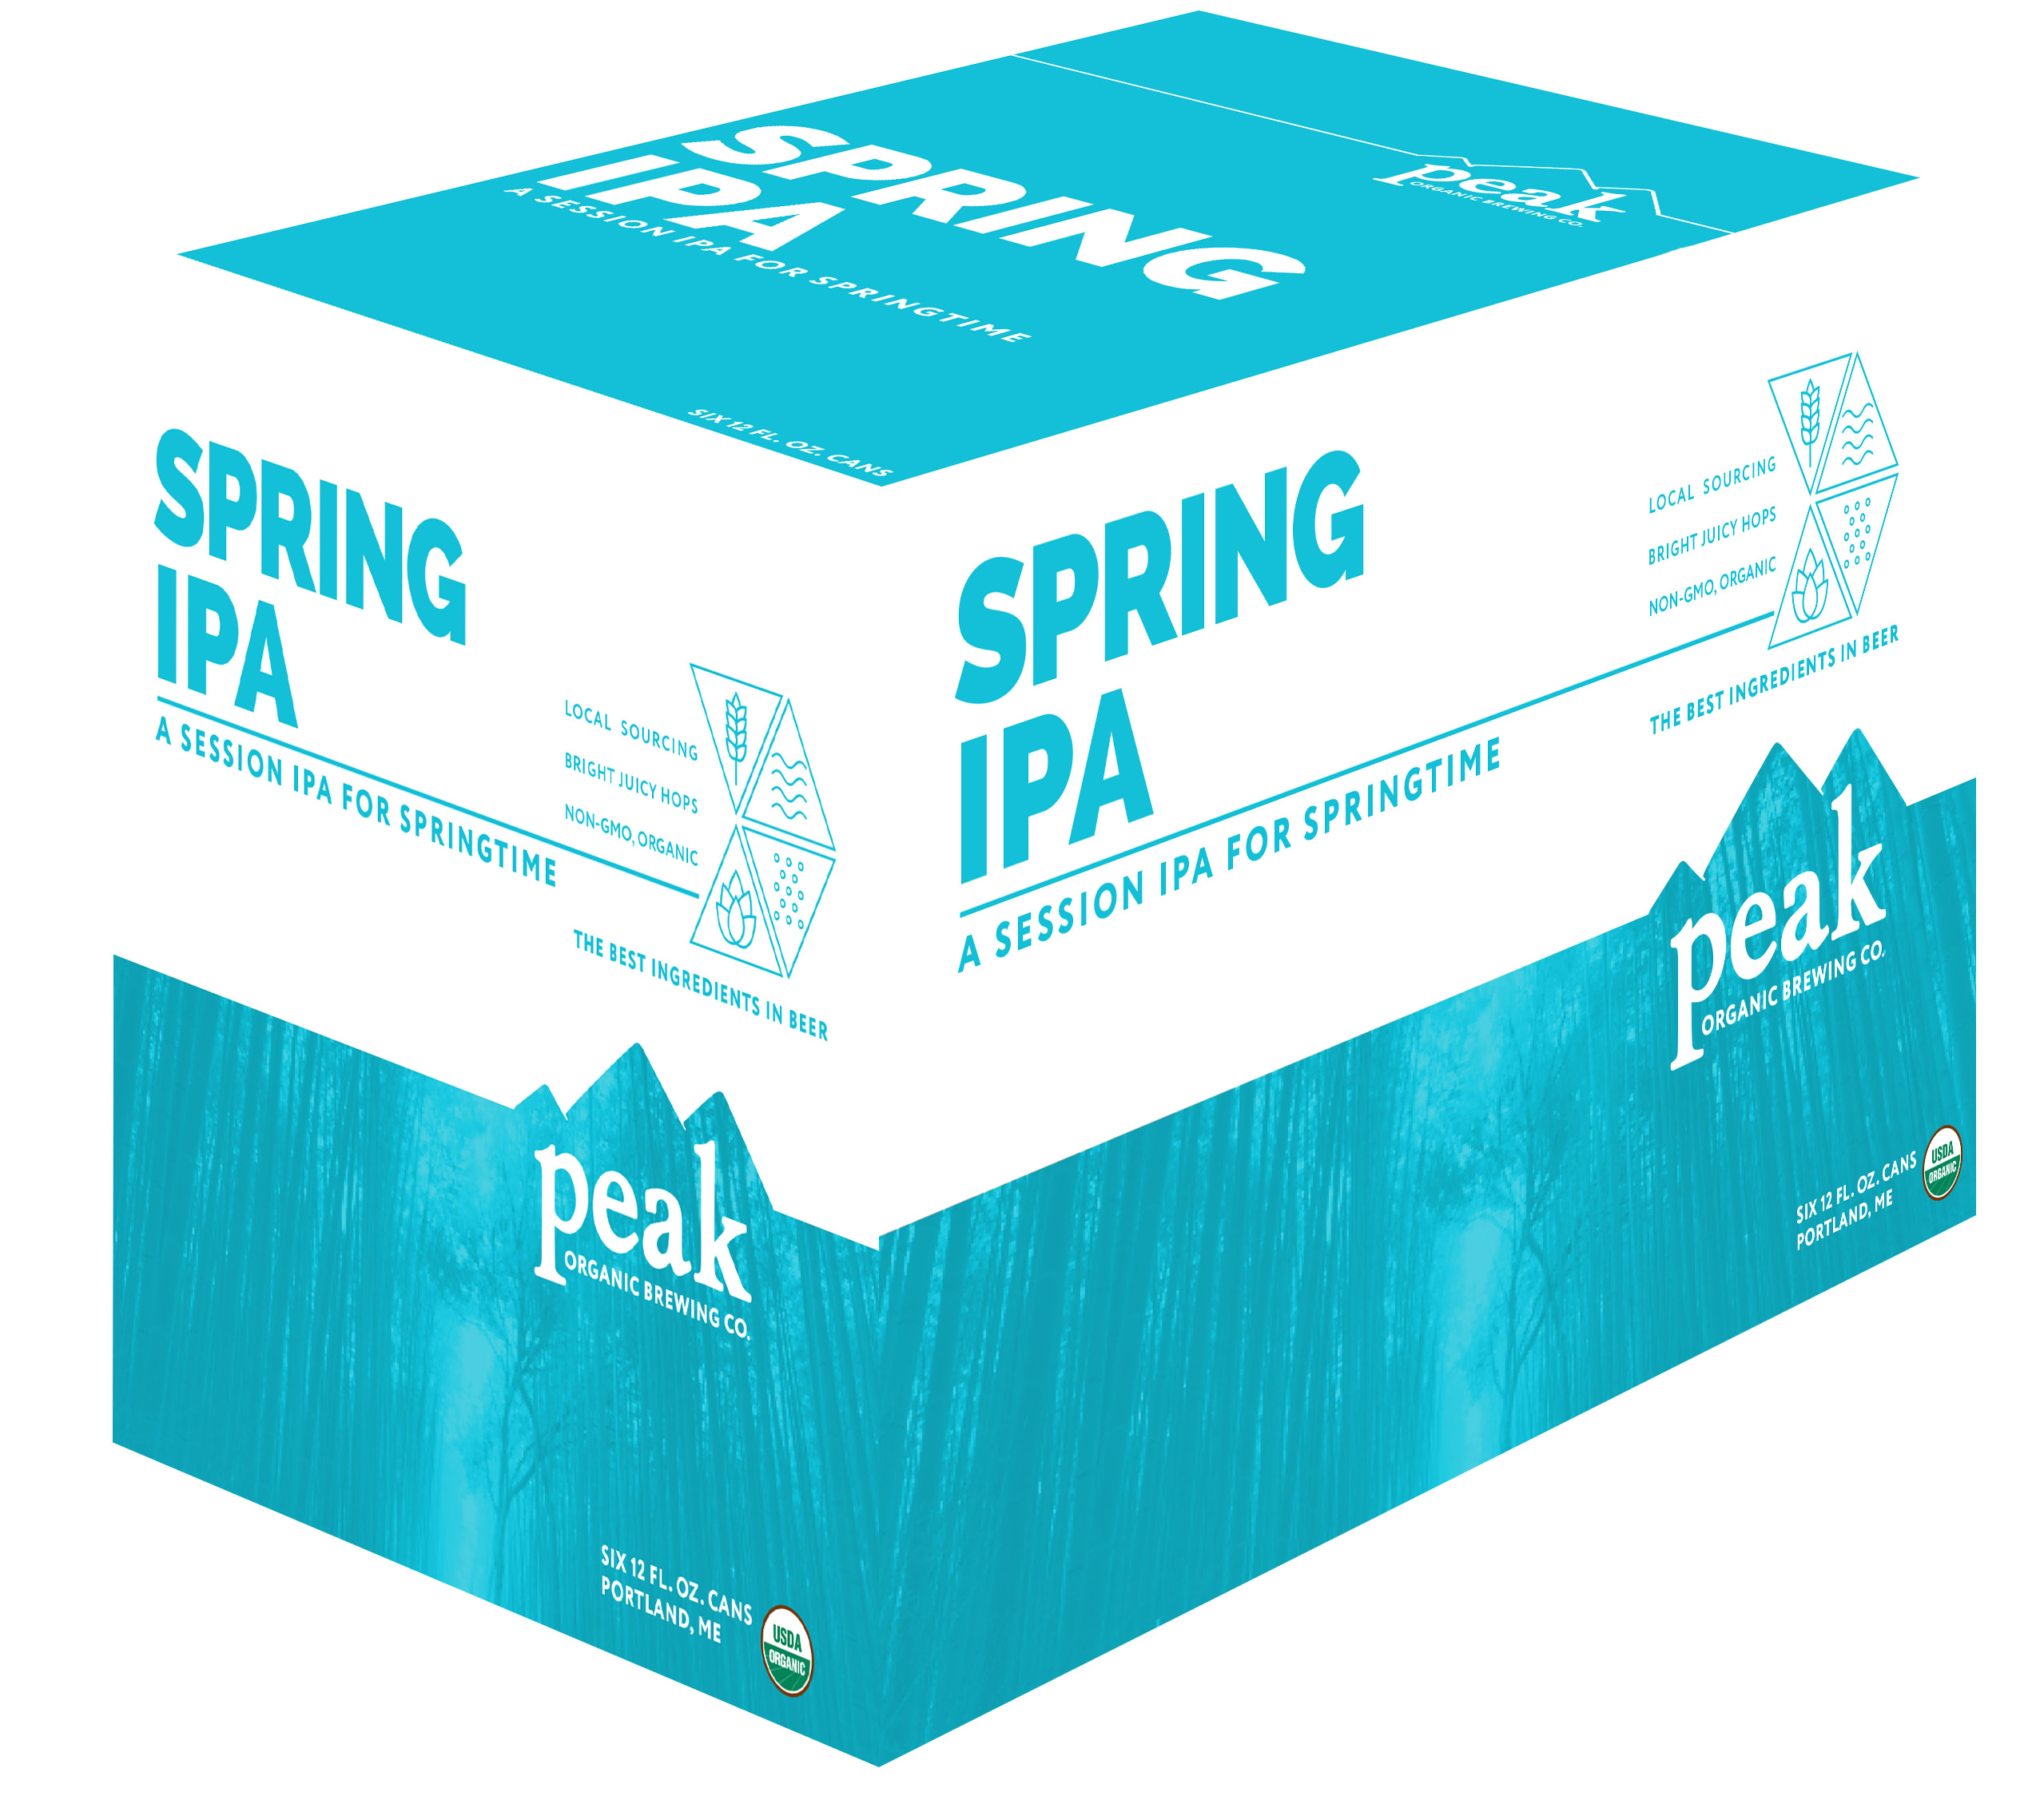 SPRING
IPA
A SESSION IPA FOR SPRINGTIME
peak
ORGANIC BREWING CO.
SIX 12 FL. OZ. CANS
SPRING
IPA
A SESSION IPA FOR SPRINGTIME
LOCAL SOURCING
BRIGHT JUICY HOPS
NON-GMO, ORGANIC
THE BEST INGREDIENTS IN BEER
peak
ORGANIC BREWING CO.
SIX 12 FL. OZ. CANS
PORTLAND, ME
USDA
ORGANIC
SPRING
IPA
A SESSION IPA FOR SPRINGTIME
LOCAL SOURCING
BRIGHT JUICY HOPS
NON-GMO, ORGANIC
THE BEST INGREDIENTS IN BEER
peak
ORGANIC BREWING CO.
SIX 12 FL. OZ. CANS
PORTLAND, ME
USDA
ORGANIC